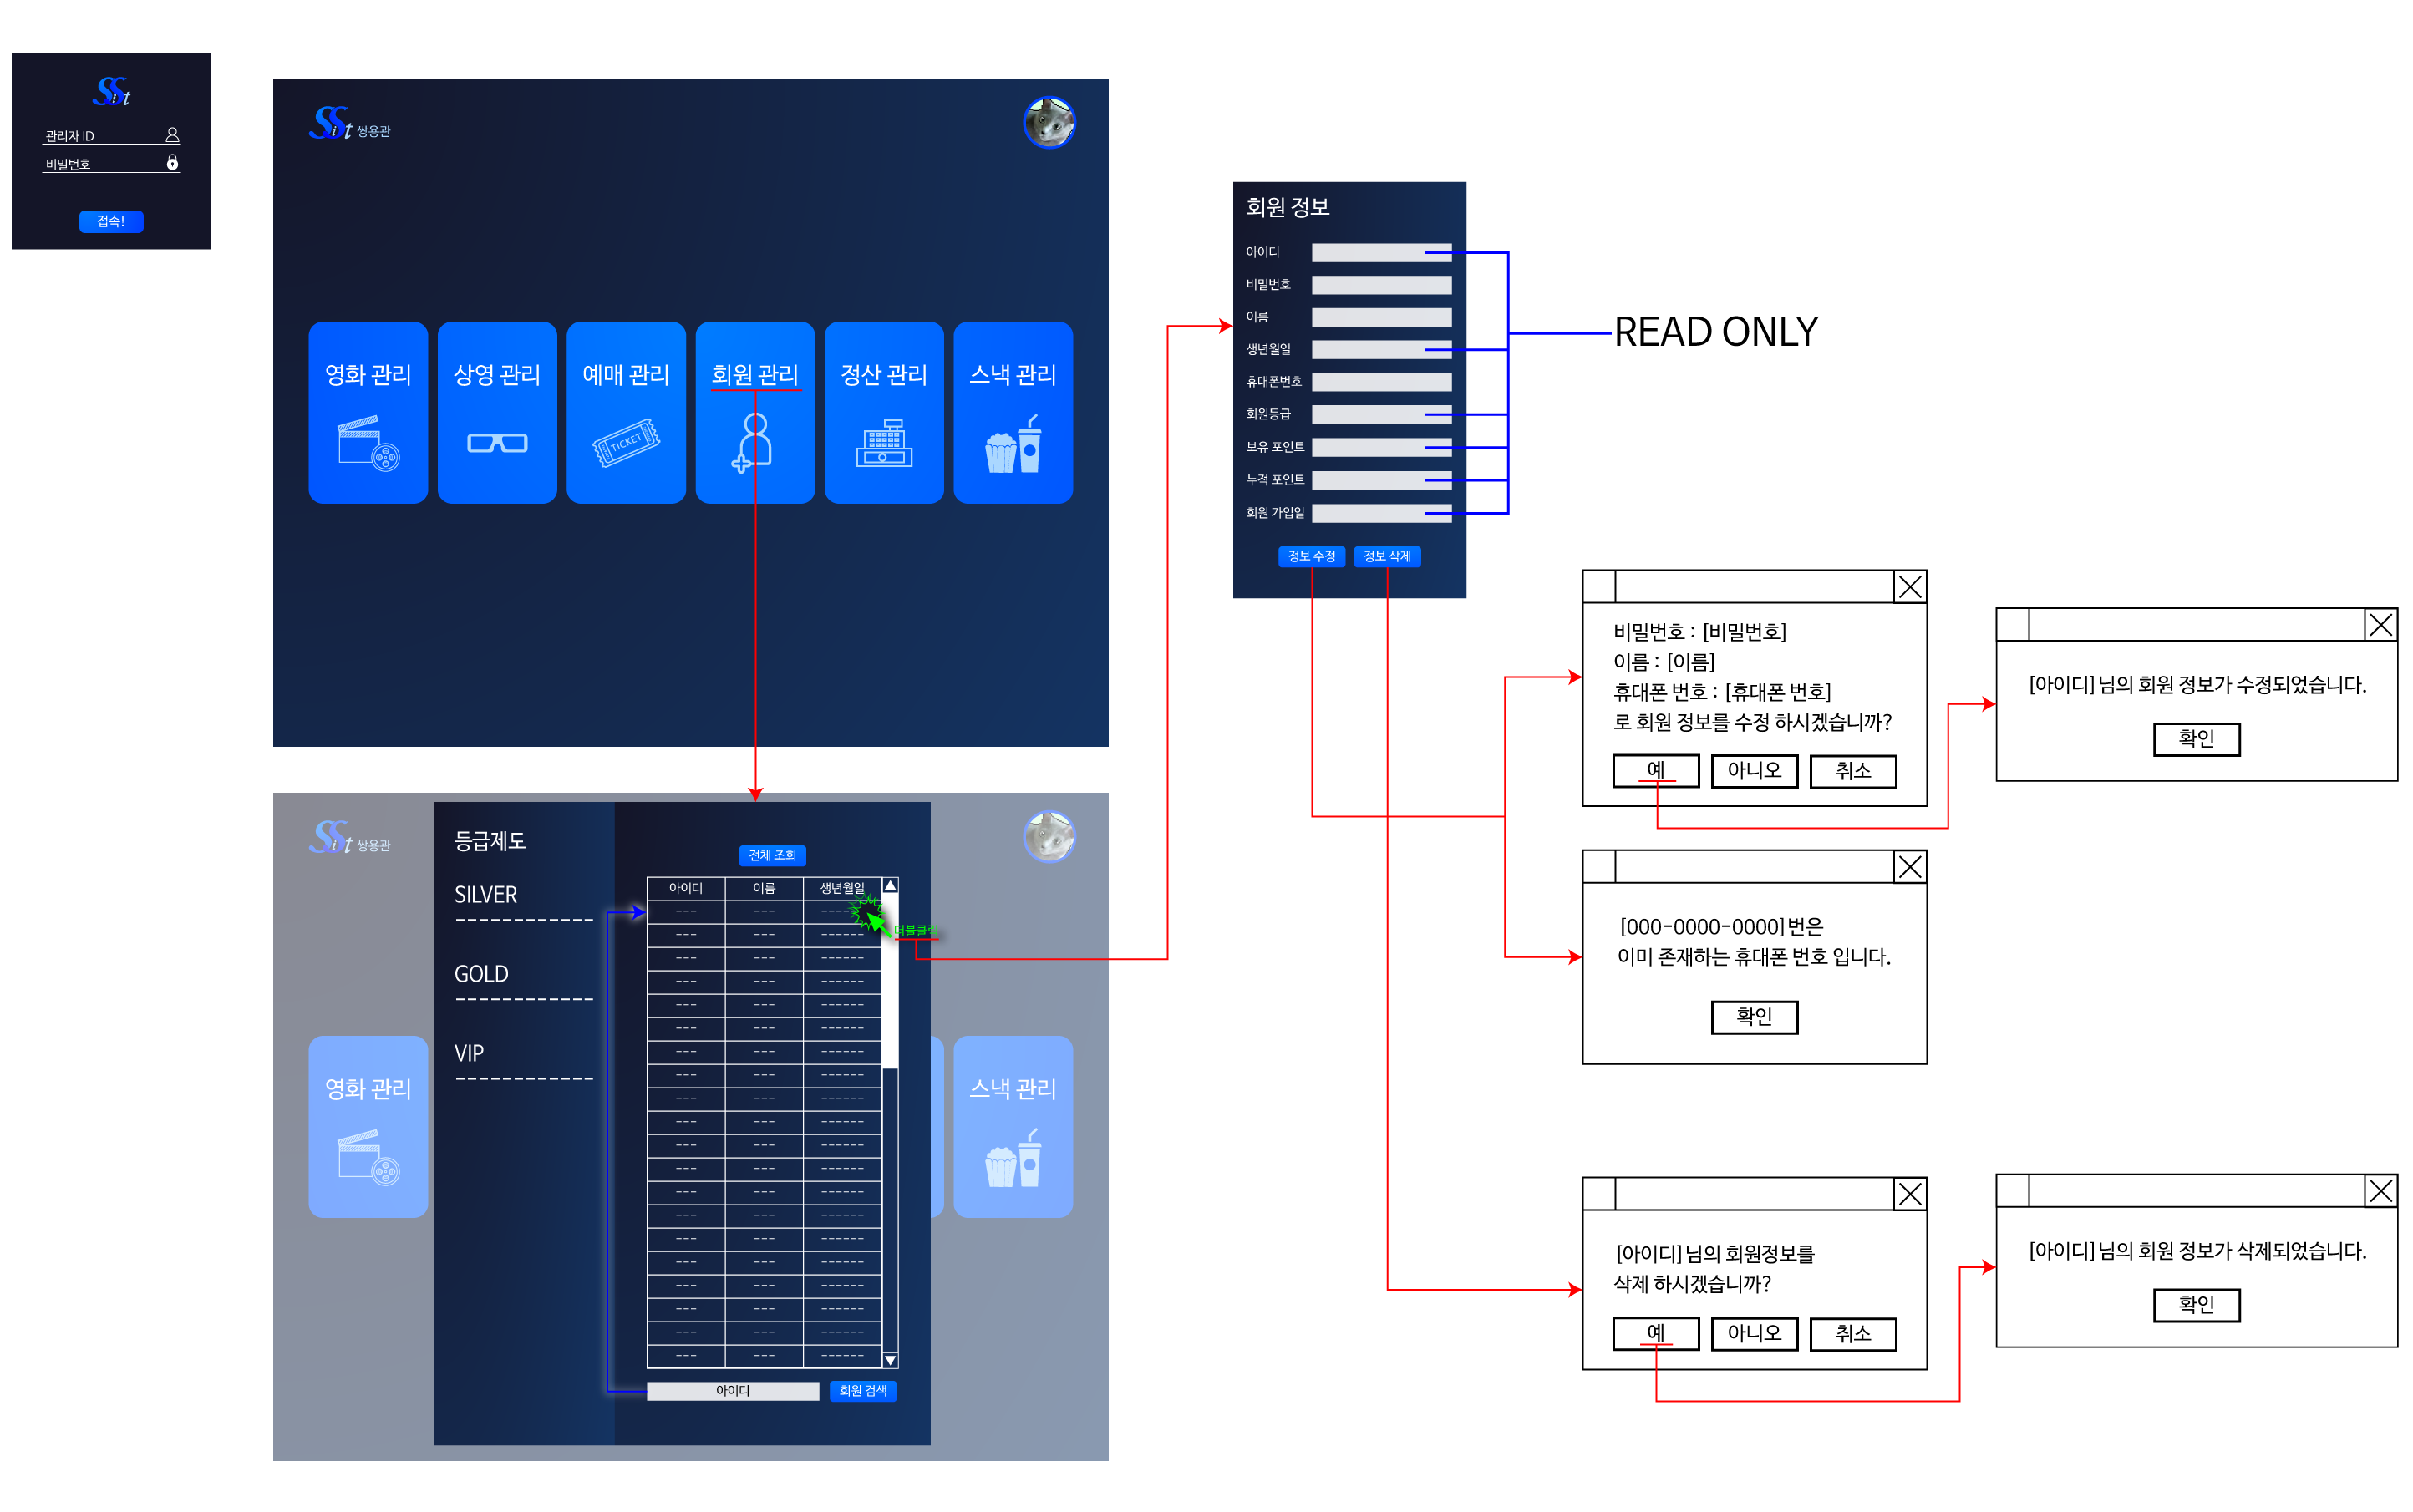 SSit
관리자 ID
비밀번호
접속!
SSit 쌍용관
영화 관리
상영 관리
예매 관리
TICKET
회원 관리
정산 관리
스낵 관리
회원 정보
아이디
비밀번호
이름
생년월일
휴대폰번호
회원등급
보유 포인트
누적 포인트
회원 가입일
정보 수정 정보 삭제
READ ONLY
비밀번호 : [비밀번호]
이름 : [이름]
휴대폰 번호 : [휴대폰 번호]
로 회원 정보를 수정 하시겠습니까?
예 아니오 취소
[아이디] 님의 회원 정보가 수정되었습니다.
확인
[000-0000-0000] 번은
이미 존재하는 휴대폰 번호 입니다.
확인
[아이디] 님의 회원정보를
삭제 하시겠습니까?
예 아니오 취소
[아이디] 님의 회원 정보가 삭제되었습니다.
확인
SSit 쌍용관
영화 관리
스낵 관리
등급제도
SILVER
GOLD
VIP
전체 조회
아이디 이름 생년월일
더블클릭
아이디
회원 검색